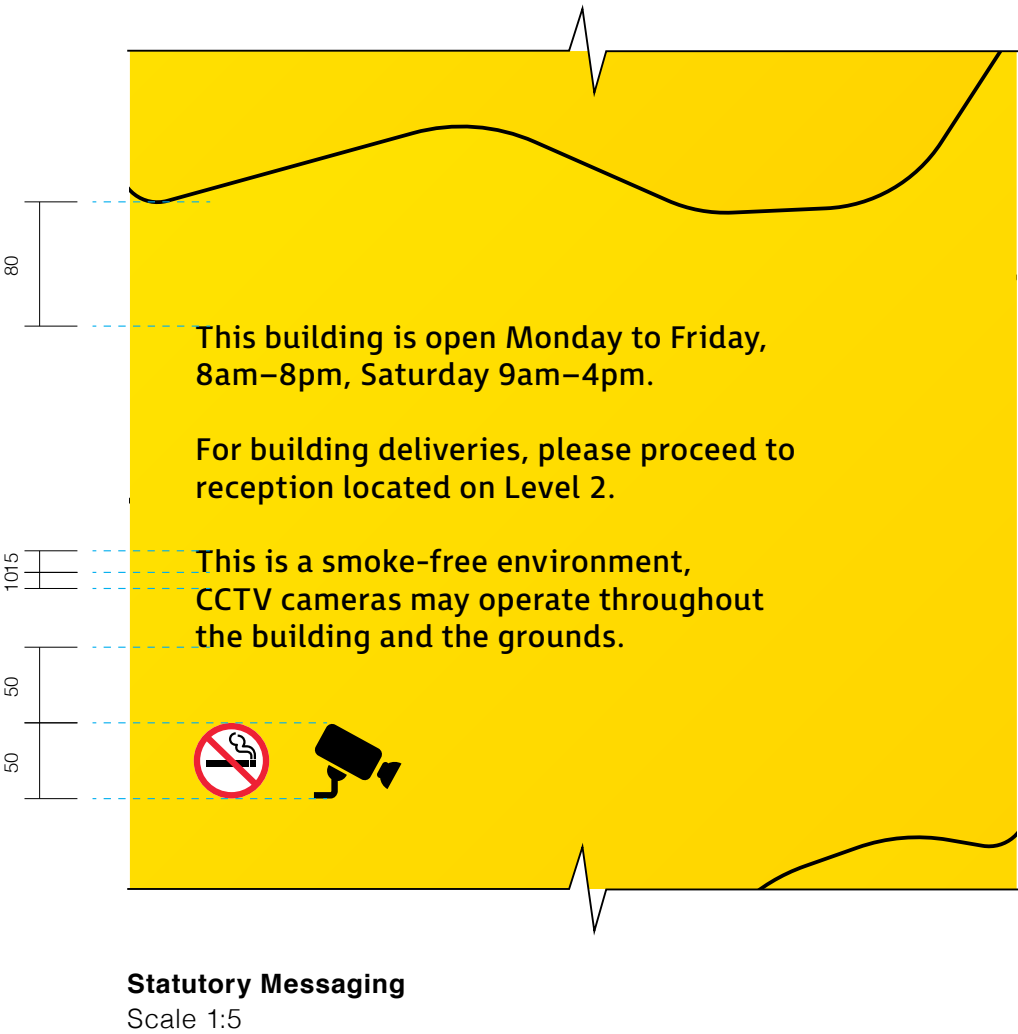 80
This building is open Monday to Friday,
8am–8pm, Saturday 9am–4pm.
For building deliveries, please proceed to
reception located on Level 2.
15
10
This is a smoke-free environment,
CCTV cameras may operate throughout
the building and the grounds.
50
50
Statutory Messaging
Scale 1:5